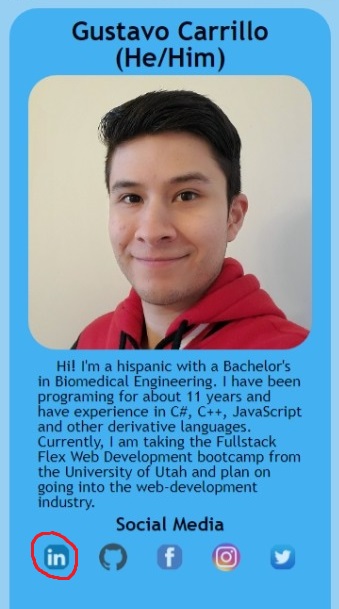 Gustavo Carrillo
(He/Him)
Hi! I'm a hispanic with a Bachelor's
in Biomedical Engineering. I have been
programing for about 11 years and
have experience in C#, C++, JavaScript
and other derivative languages.
Currently, I am taking the Fullstack
Flex Web Development bootcamp from
the University of Utah and plan on
going into the web-development
industry.
Social Media
in f